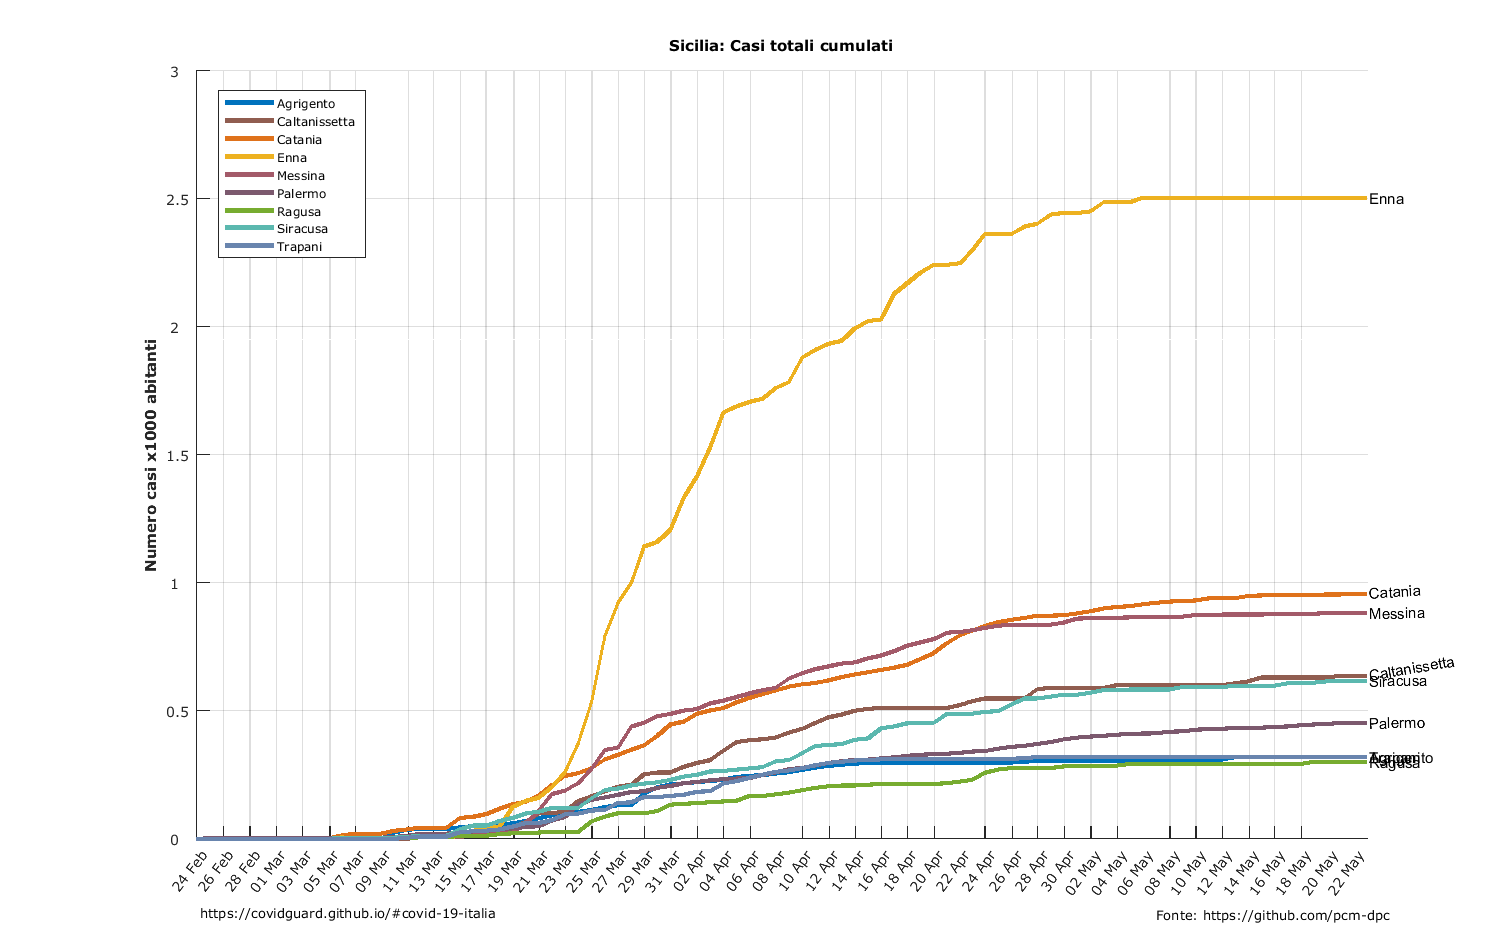 Sicilia: Casi totali cumulati
Numero casi x1000 abitanti
3
2.5
2
1.5
1
0.5
0
Agrigento
Caltanissetta
Catania
Enna
Messina
Palermo
Ragusa
Siracusa
Trapani
Enna
Catania
Messina
Caltanissetta
Siracusa
Palermo
Agrigento
Trapani
Ragusa
24 Feb
26 Feb
28 Feb
01 Mar
03 Mar
05 Mar
07 Mar
09 Mar
11 Mar
13 Mar
15 Mar
17 Mar
19 Mar
21 Mar
23 Mar
25 Mar
27 Mar
29 Mar
31 Mar
02 Apr
04 Apr
06 Apr
08 Apr
10 Apr
12 Apr
14 Apr
16 Apr
18 Apr
20 Apr
22 Apr
24 Apr
26 Apr
28 Apr
30 Apr
02 May
04 May
06 May
08 May
10 May
12 May
14 May
16 May
18 May
20 May
22 May
https://covidguard.github.io/#covid-19-italia
Fonte: https://github.com/pcm-dpc